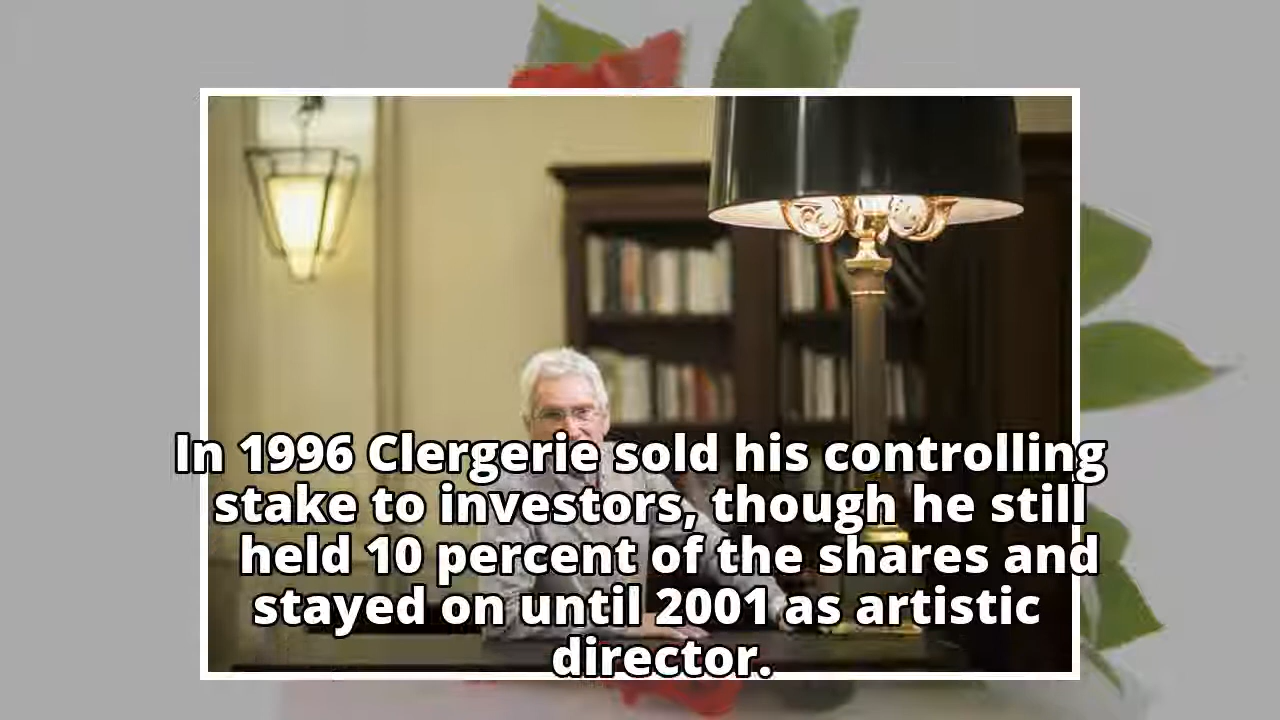 In 1996 Clergerie sold his controlling
stake to investors, though he still
held 10 percent of the shares and
stayed on until 2001 as artistic
director.